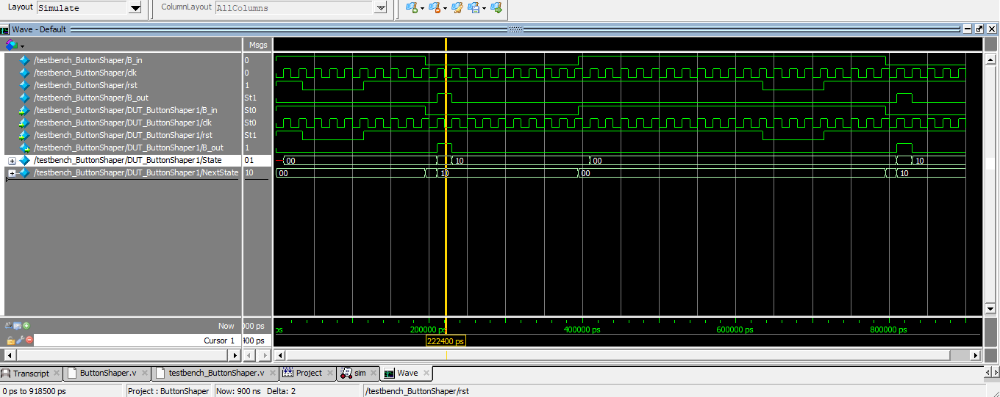 Layout Simulate ColumnLayout AllColumns
Wave - Default
Msgs
/testbench_ButtonShaper/B_in 0
/testbench_ButtonShaper/clk 0
/testbench_ButtonShaper/rst 1
/testbench_ButtonShaper/B_out St1
/testbench_ButtonShaper/DUT_ButtonShaper1/B_in St0
/testbench_ButtonShaper/DUT_ButtonShaper1/clk St0
/testbench_ButtonShaper/DUT_ButtonShaper1/rst St1
/testbench_ButtonShaper/DUT_ButtonShaper1/B_out 1
/testbench_ButtonShaper/DUT_ButtonShaper1/State 01 00 10 00 10
/testbench_ButtonShaper/DUT_ButtonShaper1/NextState 10 00 10 00 10
Now 000 ps ps 200000 ps 400000 ps 600000 ps 800000 ps
Cursor 1 400 ps 222400 ps
Transcript ButtonShaper.v testbench_ButtonShaper.v Project sim Wave
0 ps to 918500 ps Project : ButtonShaper Now: 900 ns Delta: 2 /testbench_ButtonShaper/rst